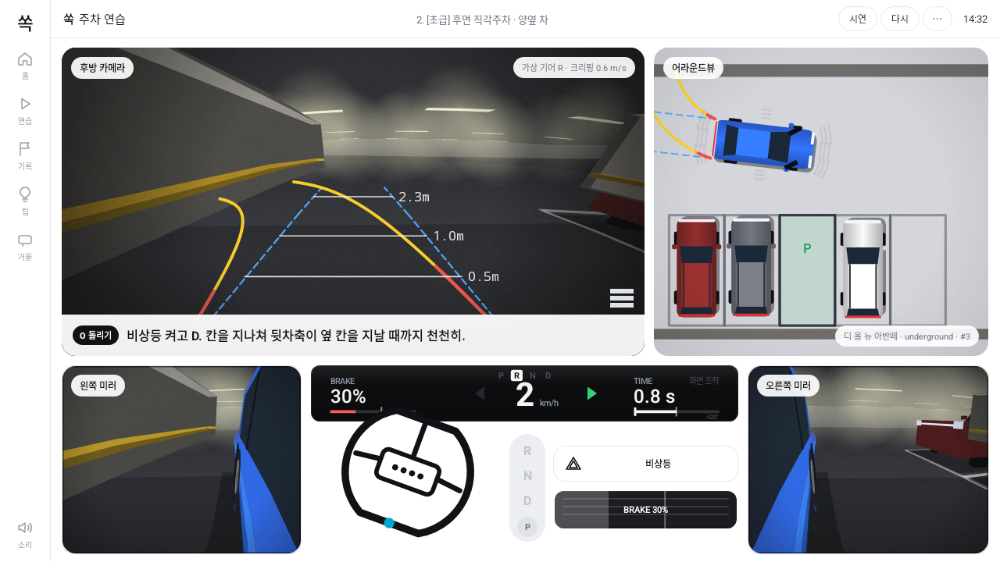 쏙
홈
연습
기록
팁
거울
소리
쏙 주차 연습
2. [초급] 후면 직각주차 · 양옆 차
시연
다시
···
14:32
후방 카메라
가상 기어 R · 크리핑 0.6 m/s
2.3m
1.0m
0.5m
0 돌리기
비상등 켜고 D. 칸을 지나쳐 뒷차축이 옆 칸을 지날 때까지 천천히.
어라운드뷰
P
디 올 뉴 아반떼 · underground · #3
왼쪽 미러
P R N D
BRAKE
30%
2 km/h
TIME
0.8 s
화면 조작
R
N
D
P
비상등
BRAKE 30%
오른쪽 미러